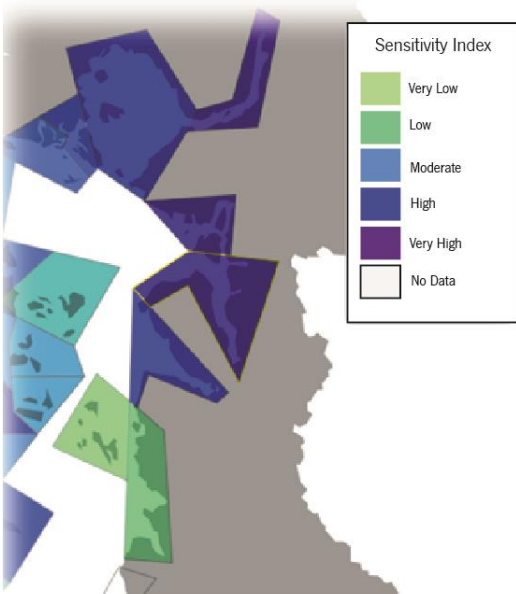 Sensitivity Index
Very Low
Low
Moderate
High
Very High
No Data